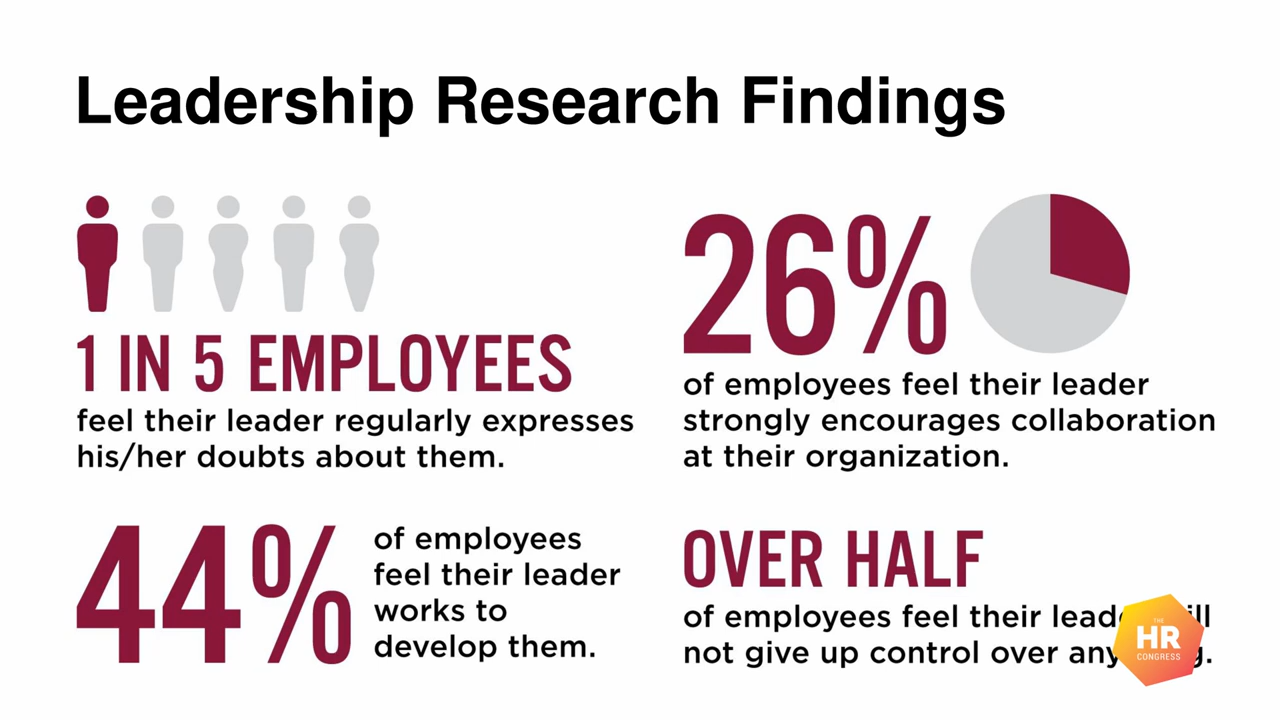 Leadership Research Findings
1 IN 5 EMPLOYEES
feel their leader regularly expresses
his/her doubts about them.
26%
of employees feel their leader
strongly encourages collaboration
at their organization.
44%
of employees
feel their leader
works to
develop them.
OVER HALF
of employees feel their
not give up control over
THE
HR
CONGRESS